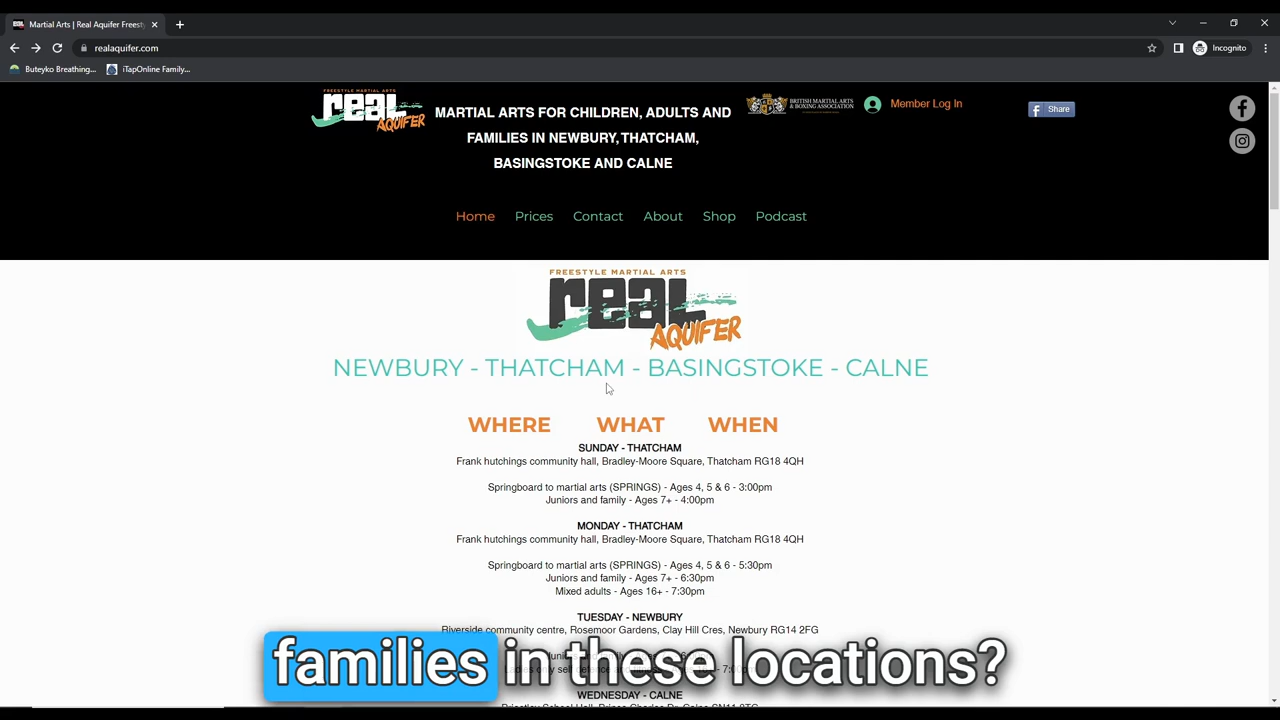 Martial Arts | Real Aquifer Freest
realaquifer.com
Incognito
Buteyko Breathing...
iTapOnline Family...
FREESTYLE MARTIAL ARTS
real
AQUIFER
MARTIAL ARTS FOR CHILDREN, ADULTS AND
FAMILIES IN NEWBURY, THATCHAM,
BASINGSTOKE AND CALNE
BRITISH MARTIAL ARTS
& BOXING ASSOCIATION
Member Log In
Share
Home
Prices
Contact
About
Shop
Podcast
FREESTYLE MARTIAL ARTS
real
AQUIFER
NEWBURY - THATCHAM - BASINGSTOKE - CALNE
WHERE WHAT WHEN
SUNDAY - THATCHAM
Frank hutchings community hall, Bradley-Moore Square, Thatcham RG18 4QH
Springboard to martial arts (SPRINGS) - Ages 4, 5 & 6 - 3:00pm
Juniors and family - Ages 7+ - 4:00pm
MONDAY - THATCHAM
Frank hutchings community hall, Bradley-Moore Square, Thatcham RG18 4QH
Springboard to martial arts (SPRINGS) - Ages 4, 5 & 6 - 5:30pm
Juniors and family - Ages 7+ - 6:30pm
Mixed adults - Ages 16+ - 7:30pm
TUESDAY - NEWBURY
Riverside community centre, Rosemoor Gardens, Clay Hill Cres, Newbury RG14 2FG
families in these locations?
WEDNESDAY - CALNE